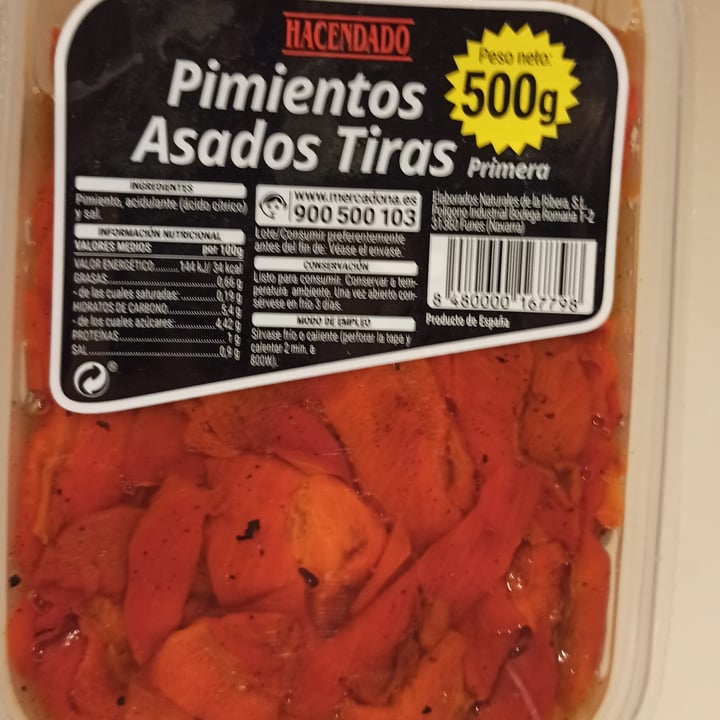 HACENDADO
Pimientos
Asados Tiras Primera
Peso neto:
500g
INGREDIENTES
Pimiento, acidulante (ácido cítrico)
y sal.
INFORMACIÓN NUTRICIONAL
VALORES MEDIOS por 100g
VALOR ENERGÉTICO 144 kJ/ 34 kcal
GRASAS 0,66 g
- de las cuales saturadas: 0,19 g
HIDRATOS DE CARBONO 5,4 g
- de los cuales azúcares: 4,42 g
PROTEINAS 1 g
SAL 0,9 g
www.mercadona.es
900 500 103
Lote/Consumir preferentemente
antes del fin de: Véase el envase.
CONSERVACIÓN
Listo para consumir. Conservar a tem-
peratura ambiente. Una vez abierto con-
sérvese en frío 3 días.
MODO DE EMPLEO
Sírvase frío o caliente (perforar la tapa y
calentar 2 min. a
800W).
Elaborados Naturales de la Ribera, S.L.
Polígono Industrial Bodega Romana 1-2
31360 Funes (Navarra)
8 480000 167798
Producto de España